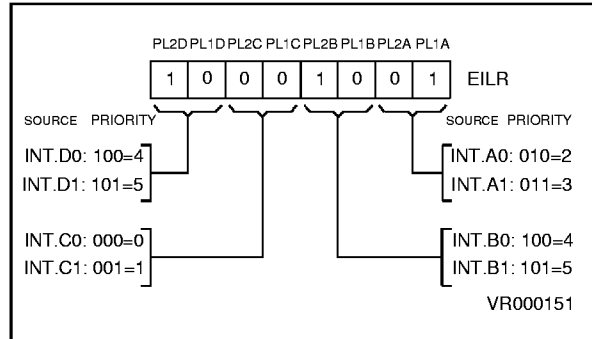 PL2D PL1D PL2C PL1C PL2B PL1B PL2A PL1A
1 0 0 0 1 0 0 1 EILR
SOURCE PRIORITY
INT.D0: 100=4
INT.D1: 101=5
INT.C0: 000=0
INT.C1: 001=1
SOURCE PRIORITY
INT.A0: 010=2
INT.A1: 011=3
INT.B0: 100=4
INT.B1: 101=5
VR000151